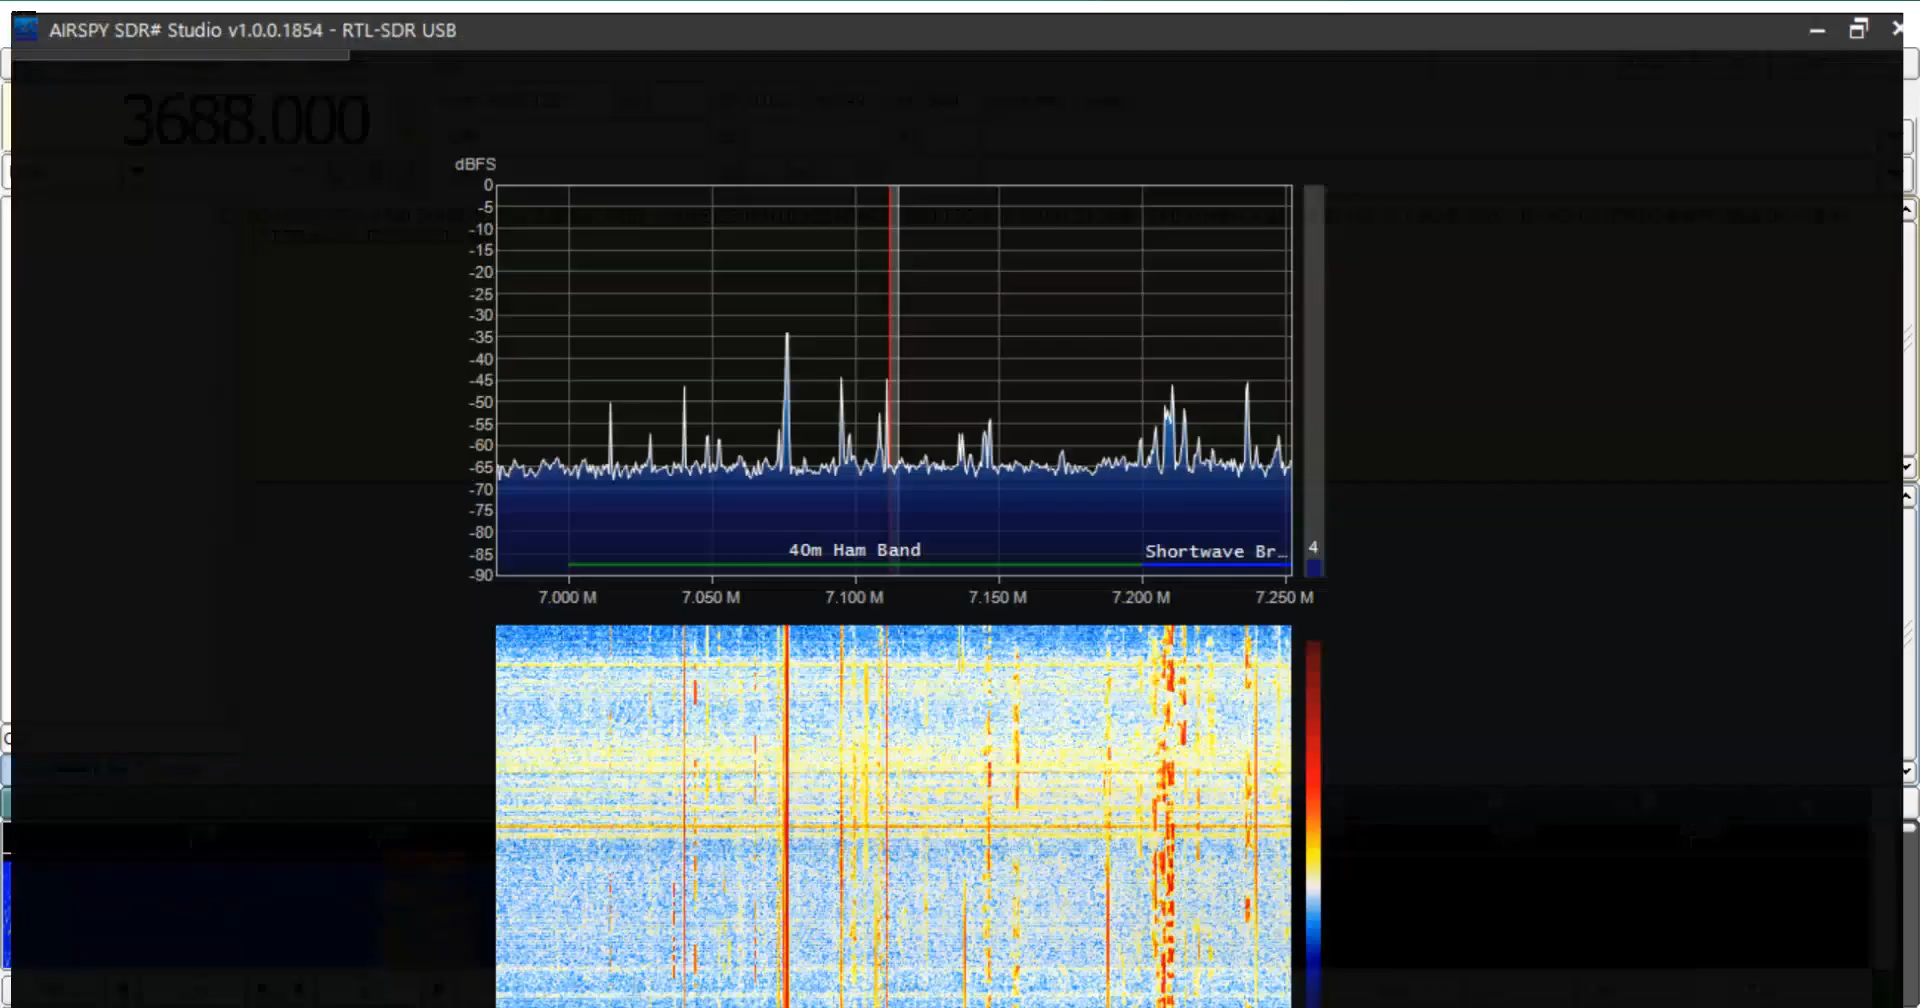 AIRSPY SDR# Studio v1.0.0.1854 - RTL-SDR USB
3688.000
dBFS
0
-5
-10
-15
-20
-25
-30
-35
-40
-45
-50
-55
-60
-65
-70
-75
-80
-85
-90
40m Ham Band
Shortwave Br…
4
7.000 M
7.050 M
7.100 M
7.150 M
7.200 M
7.250 M